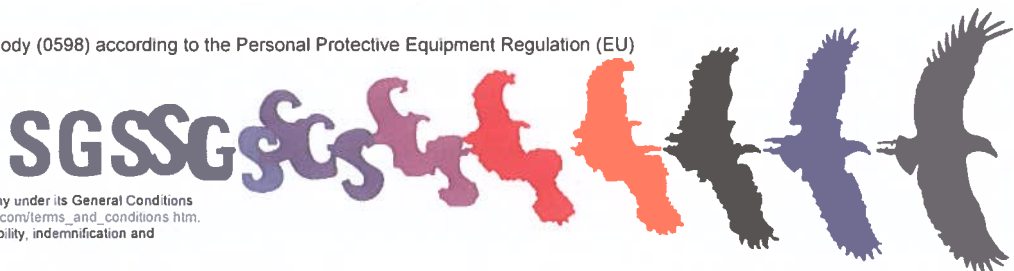 ody (0598) according to the Personal Protective Equipment Regulation (EU)
SGSSG
ny under its General Conditions
com/terms_and_conditions htm.
bility, indemnification and